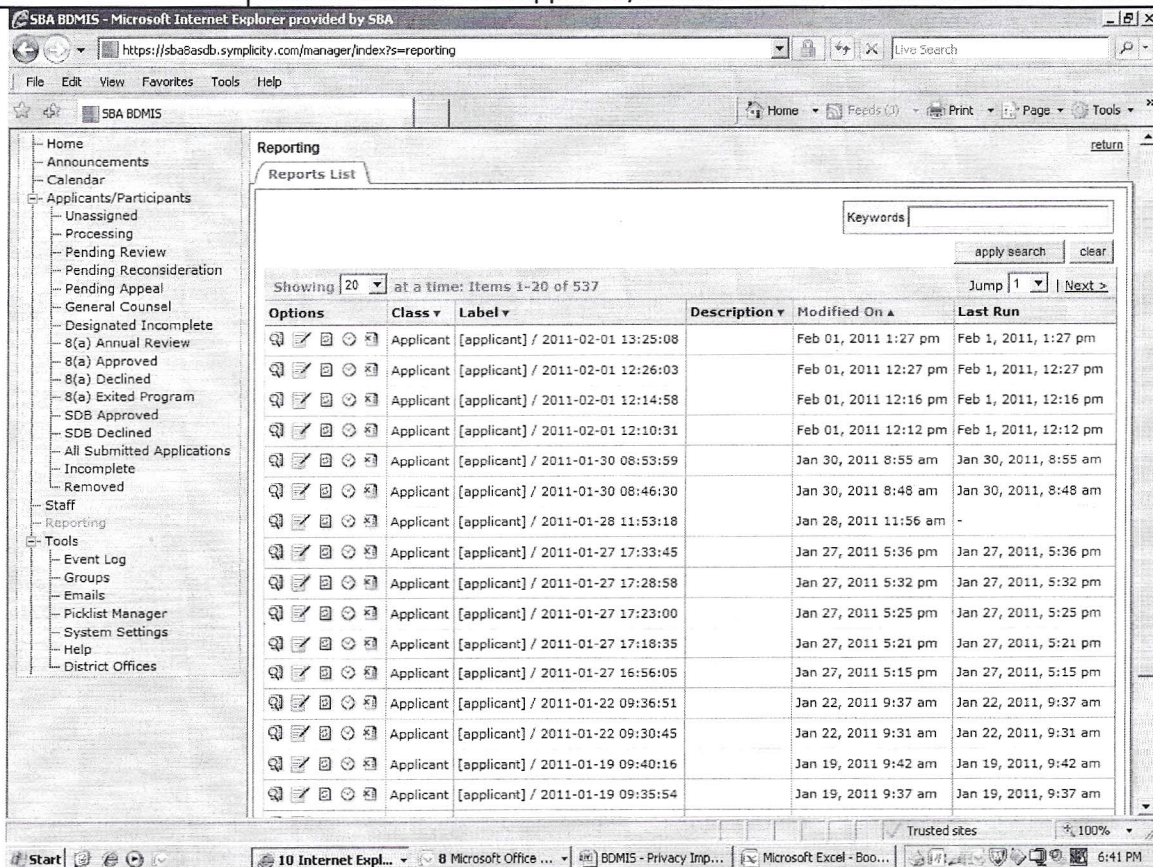 SBA BDMIS - Microsoft Internet Explorer provided by SBA
https://sba8asdb.symplicity.com/manager/index?s=reporting
Live Search
File Edit View Favorites Tools Help
SBA BDMIS
Home Feeds (J) Print Page Tools »
Home
Announcements
Calendar
Applicants/Participants
Unassigned
Processing
Pending Review
Pending Reconsideration
Pending Appeal
General Counsel
Designated Incomplete
8(a) Annual Review
8(a) Approved
8(a) Declined
8(a) Exited Program
SDB Approved
SDB Declined
All Submitted Applications
Incomplete
Removed
Staff
Reporting
Tools
Event Log
Groups
Emails
Picklist Manager
System Settings
Help
District Offices
Reporting return
Reports List
Keywords
apply search clear
Showing 20 at a time: Items 1-20 of 537 Jump 1 | Next >
Options Class Label Description Modified On Last Run
Applicant [applicant] / 2011-02-01 13:25:08 Feb 01, 2011 1:27 pm Feb 1, 2011, 1:27 pm
Applicant [applicant] / 2011-02-01 12:26:03 Feb 01, 2011 12:27 pm Feb 1, 2011, 12:27 pm
Applicant [applicant] / 2011-02-01 12:14:58 Feb 01, 2011 12:16 pm Feb 1, 2011, 12:16 pm
Applicant [applicant] / 2011-02-01 12:10:31 Feb 01, 2011 12:12 pm Feb 1, 2011, 12:12 pm
Applicant [applicant] / 2011-01-30 08:53:59 Jan 30, 2011 8:55 am Jan 30, 2011, 8:55 am
Applicant [applicant] / 2011-01-30 08:46:30 Jan 30, 2011 8:48 am Jan 30, 2011, 8:48 am
Applicant [applicant] / 2011-01-28 11:53:18 Jan 28, 2011 11:56 am -
Applicant [applicant] / 2011-01-27 17:33:45 Jan 27, 2011 5:36 pm Jan 27, 2011, 5:36 pm
Applicant [applicant] / 2011-01-27 17:28:58 Jan 27, 2011 5:32 pm Jan 27, 2011, 5:32 pm
Applicant [applicant] / 2011-01-27 17:23:00 Jan 27, 2011 5:25 pm Jan 27, 2011, 5:25 pm
Applicant [applicant] / 2011-01-27 17:18:35 Jan 27, 2011 5:21 pm Jan 27, 2011, 5:21 pm
Applicant [applicant] / 2011-01-27 16:56:05 Jan 27, 2011 5:15 pm Jan 27, 2011, 5:15 pm
Applicant [applicant] / 2011-01-22 09:36:51 Jan 22, 2011 9:37 am Jan 22, 2011, 9:37 am
Applicant [applicant] / 2011-01-22 09:30:45 Jan 22, 2011 9:31 am Jan 22, 2011, 9:31 am
Applicant [applicant] / 2011-01-19 09:40:16 Jan 19, 2011 9:42 am Jan 19, 2011, 9:42 am
Applicant [applicant] / 2011-01-19 09:35:54 Jan 19, 2011 9:37 am Jan 19, 2011, 9:37 am
Trusted sites 100%
Start 10 Internet Expl... 8 Microsoft Office ... BDMIS - Privacy Imp... Microsoft Excel - Boo... 6:41 PM